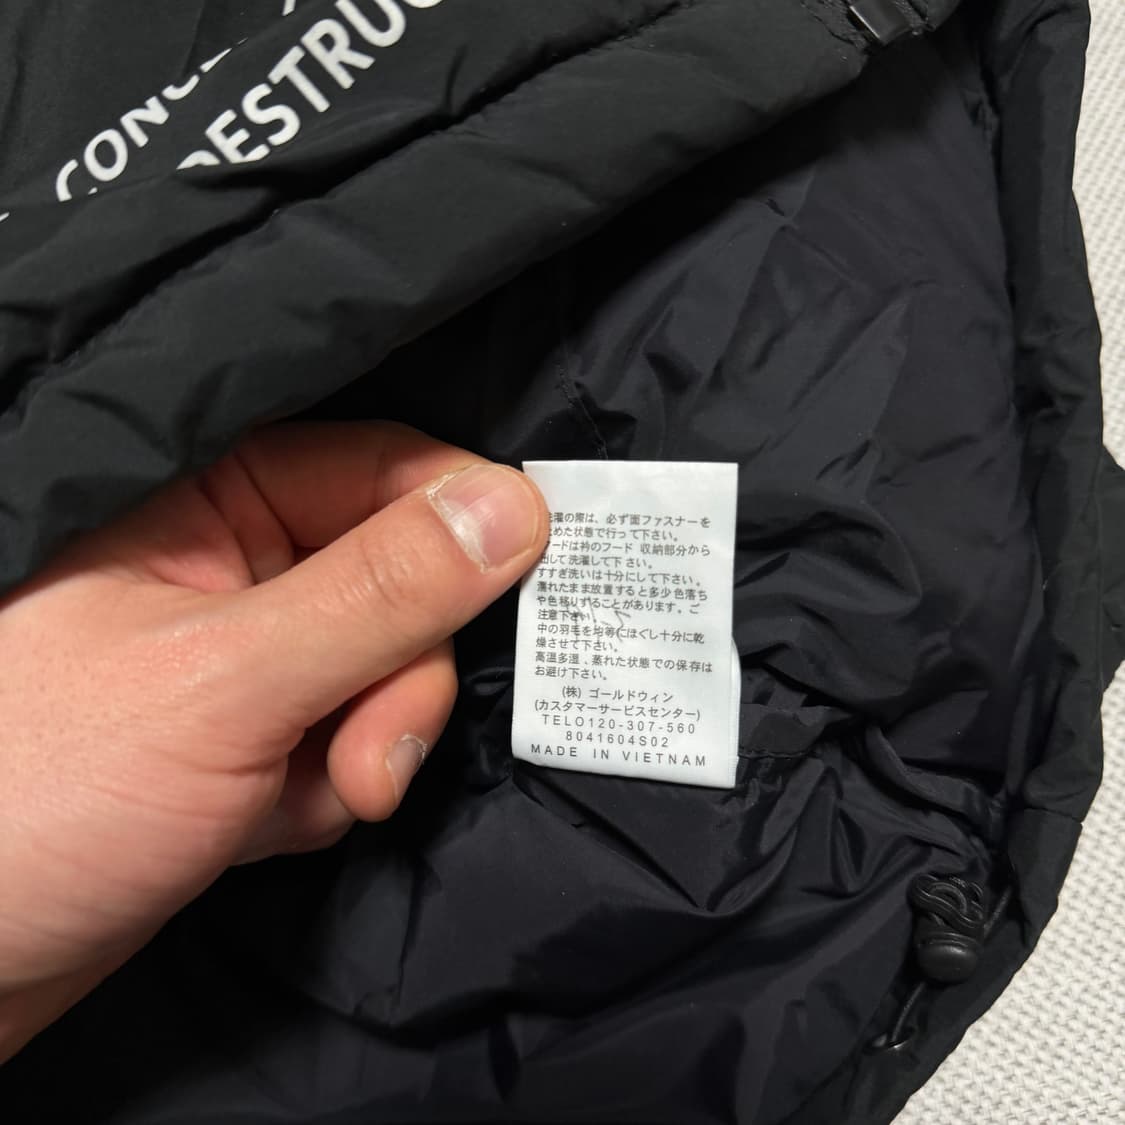 CONCE
DESTRUC
洗濯の際は、必ず面ファスナーを
止めた状態で行って下さい。
フードは衿のフード 収納部分から
出して洗濯して下さい。
すすぎ洗いは十分にして下さい。
濡れたまま放置すると多少色落ち
や色移りすることがあります。ご
注意下さい。
中の羽毛を均等にほぐし十分に乾
燥させて下さい。
高温多湿、蒸れた状態での保存は
お避け下さい。
(株) ゴールドウィン
(カスタマーサービスセンター)
TEL0120-307-560
8041604S02
MADE IN VIETNAM